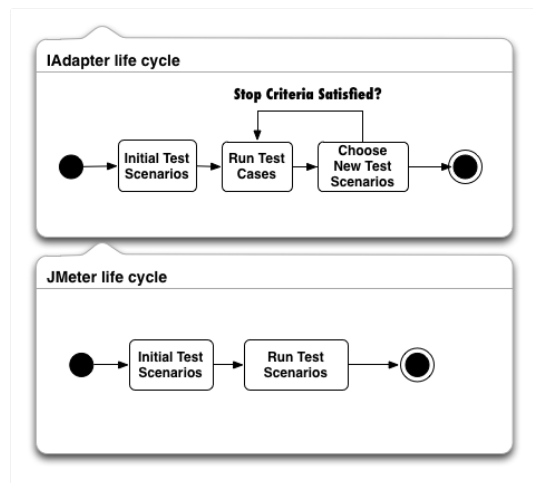 IAdapter life cycle
Stop Criteria Satisfied?
Initial Test
Scenarios
Run Test
Cases
Choose
New Test
Scenarios
JMeter life cycle
Initial Test
Scenarios
Run Test
Scenarios